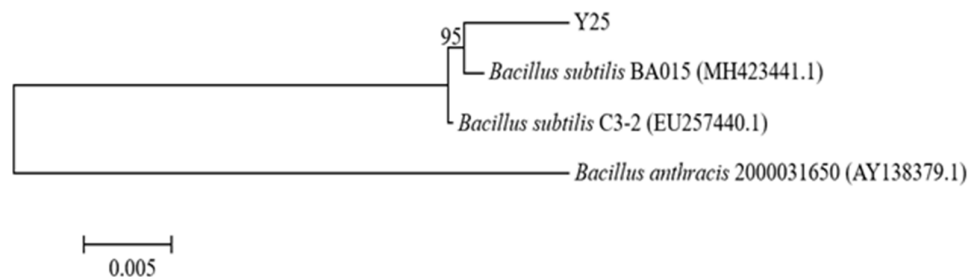 Y25
95
Bacillus subtilis BA015 (MH423441.1)
Bacillus subtilis C3-2 (EU257440.1)
Bacillus anthracis 2000031650 (AY138379.1)
0.005